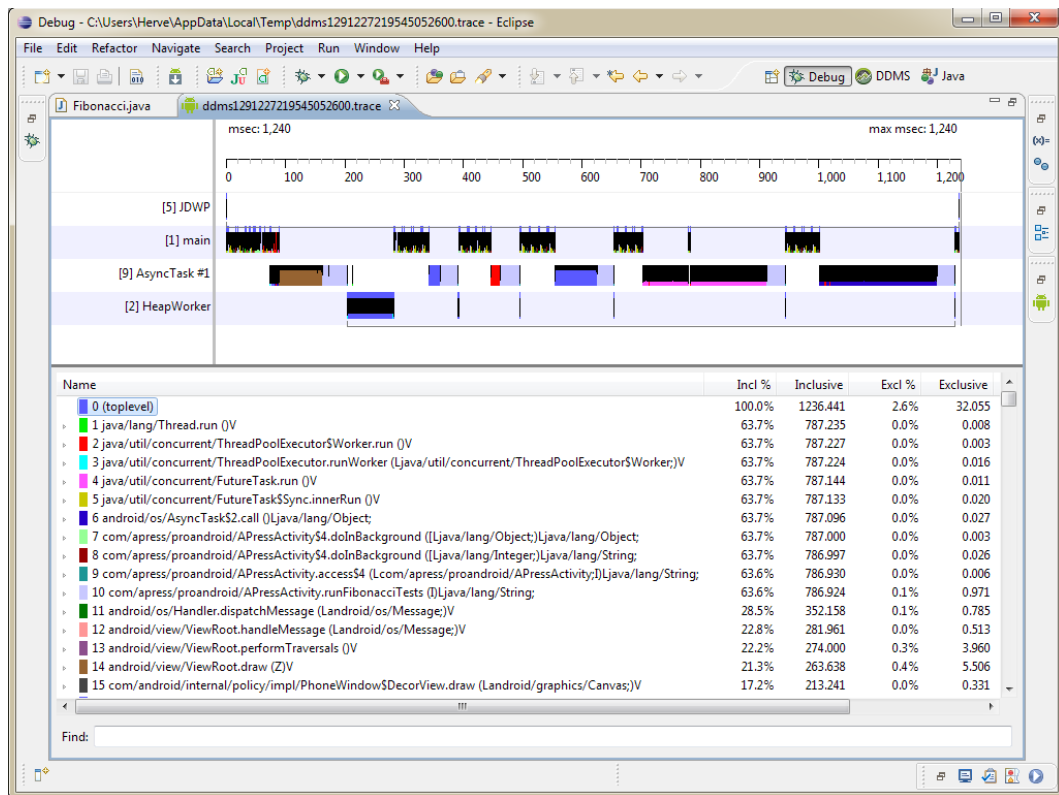 Debug - C:\Users\Herve\AppData\Local\Temp\ddms1291227219545052600.trace - Eclipse
File Edit Refactor Navigate Search Project Run Window Help
Debug DDMS Java
Fibonacci.java ddms1291227219545052600.trace
msec: 1,240 max msec: 1,240
0 100 200 300 400 500 600 700 800 900 1,000 1,100 1,200
[5] JDWP
[1] main
[9] AsyncTask #1
[2] HeapWorker
Name Incl % Inclusive Excl % Exclusive
0 (toplevel) 100.0% 1236.441 2.6% 32.055
1 java/lang/Thread.run ()V 63.7% 787.235 0.0% 0.008
2 java/util/concurrent/ThreadPoolExecutor$Worker.run ()V 63.7% 787.227 0.0% 0.003
3 java/util/concurrent/ThreadPoolExecutor.runWorker (Ljava/util/concurrent/ThreadPoolExecutor$Worker;)V 63.7% 787.224 0.0% 0.016
4 java/util/concurrent/FutureTask.run ()V 63.7% 787.144 0.0% 0.011
5 java/util/concurrent/FutureTask$Sync.innerRun ()V 63.7% 787.133 0.0% 0.020
6 android/os/AsyncTask$2.call ()Ljava/lang/Object; 63.7% 787.096 0.0% 0.027
7 com/apress/proandroid/APressActivity$4.doInBackground ([Ljava/lang/Object;)Ljava/lang/Object; 63.7% 787.000 0.0% 0.003
8 com/apress/proandroid/APressActivity$4.doInBackground ([Ljava/lang/Integer;)Ljava/lang/String; 63.7% 786.997 0.0% 0.026
9 com/apress/proandroid/APressActivity.access$4 (Lcom/apress/proandroid/APressActivity;I)Ljava/lang/String; 63.6% 786.930 0.0% 0.006
10 com/apress/proandroid/APressActivity.runFibonacciTests (I)Ljava/lang/String; 63.6% 786.924 0.1% 0.971
11 android/os/Handler.dispatchMessage (Landroid/os/Message;)V 28.5% 352.158 0.1% 0.785
12 android/view/ViewRoot.handleMessage (Landroid/os/Message;)V 22.8% 281.961 0.0% 0.513
13 android/view/ViewRoot.performTraversals ()V 22.2% 274.000 0.3% 3.960
14 android/view/ViewRoot.draw (Z)V 21.3% 263.638 0.4% 5.506
15 com/android/internal/policy/impl/PhoneWindow$DecorView.draw (Landroid/graphics/Canvas;)V 17.2% 213.241 0.0% 0.331
Find: